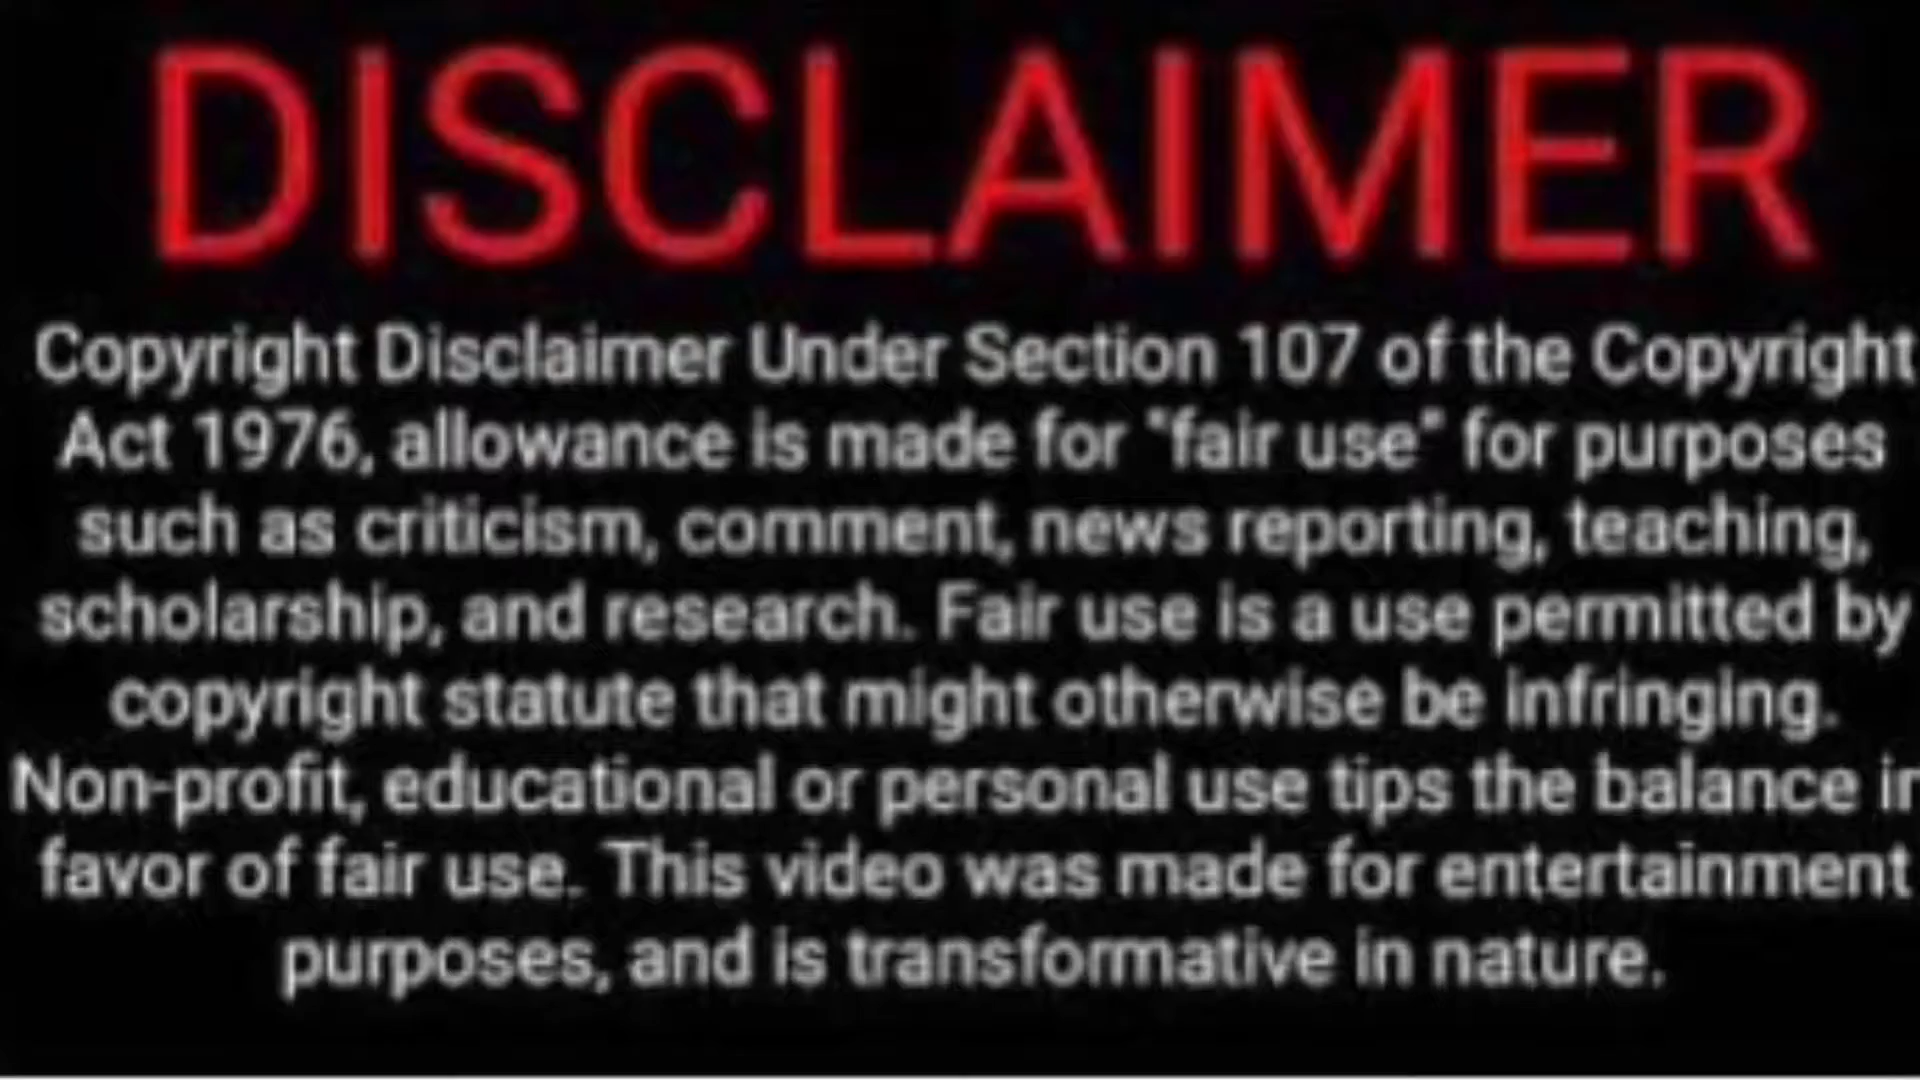 DISCLAIMER
Copyright Disclaimer Under Section 107 of the Copyright
Act 1976, allowance is made for "fair use" for purposes
such as criticism, comment, news reporting, teaching,
scholarship, and research. Fair use is a use permitted by
copyright statute that might otherwise be infringing.
Non-profit, educational or personal use tips the balance in
favor of fair use. This video was made for entertainment
purposes, and is transformative in nature.